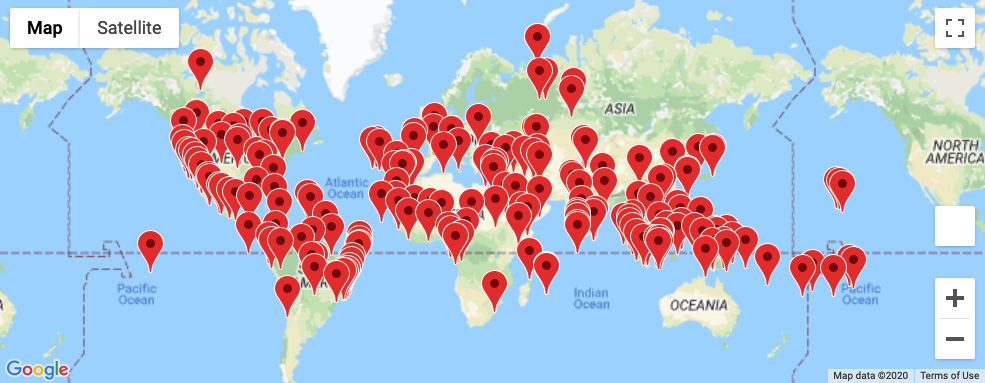 Map
Satellite
ASIA
NORTH
AMERICA
Atlantic
Ocean
Pacific
Ocean
Indian
Ocean
OCEANIA
Pacific
Ocean
Google
Map data ©2020
Terms of Use